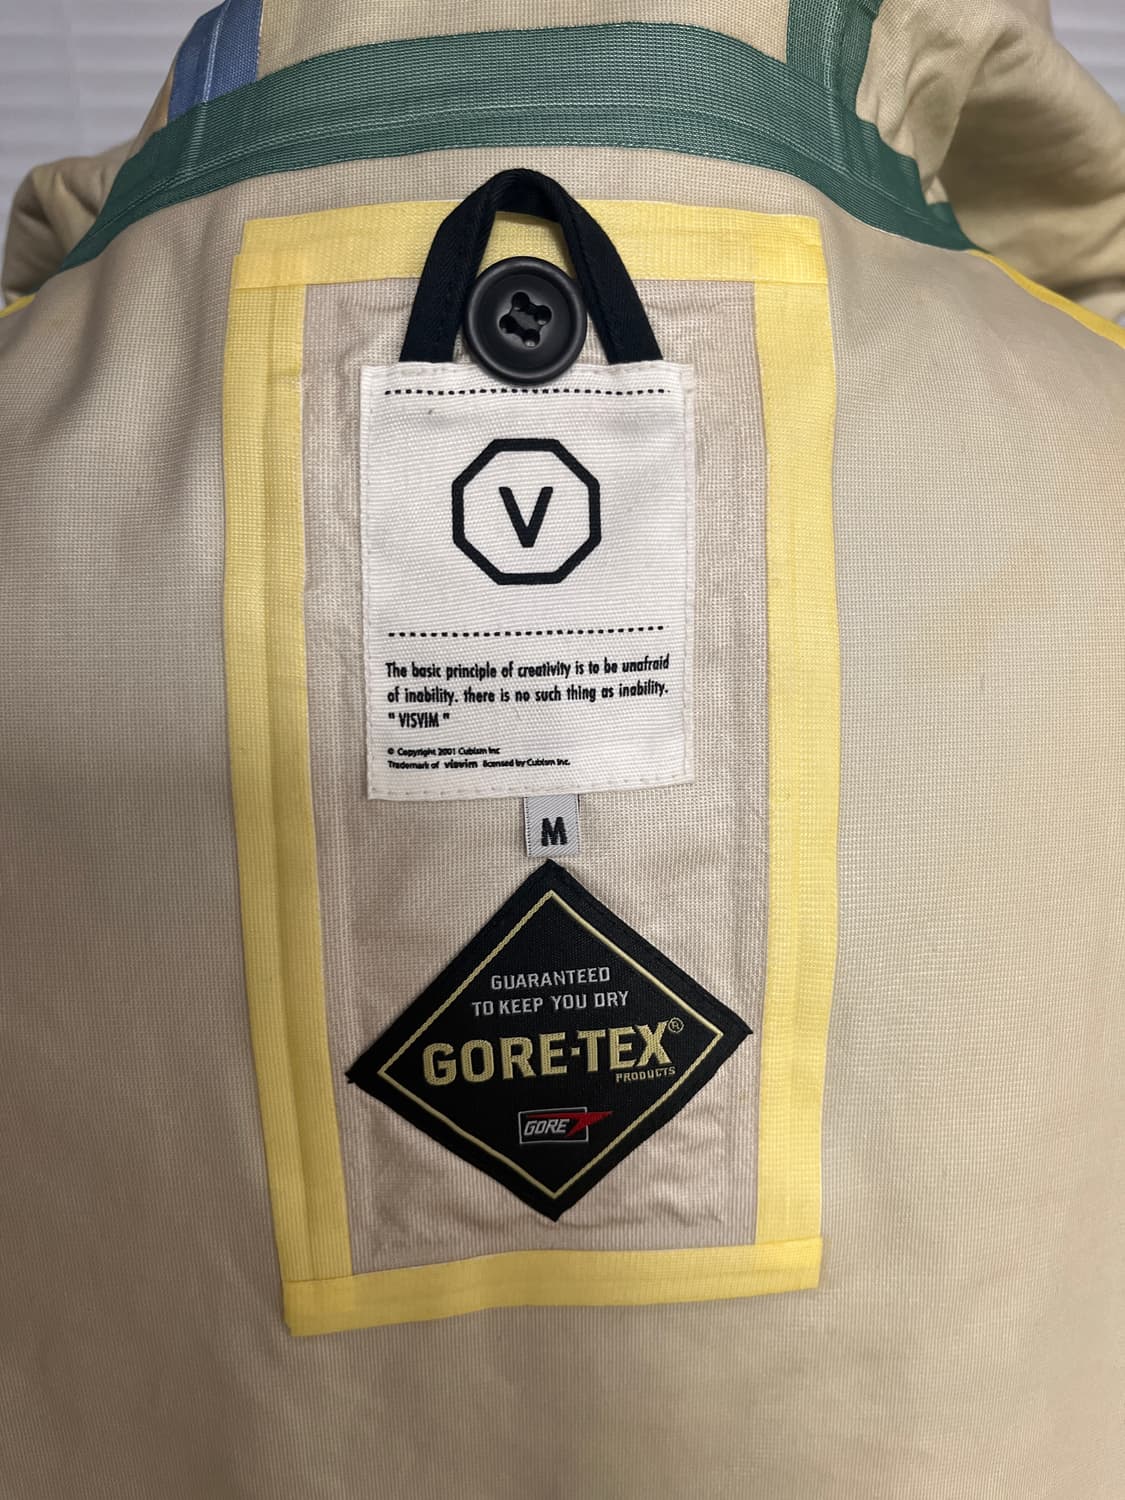 V
The basic principle of creativity is to be unafraid
of inability. there is no such thing as inability.
" VISVIM "
© Copyright 2001 Cubism Inc
Trademark of visvim licensed by Cubism Inc.
M
GUARANTEED
TO KEEP YOU DRY
GORE-TEX®
PRODUCTS
GORE